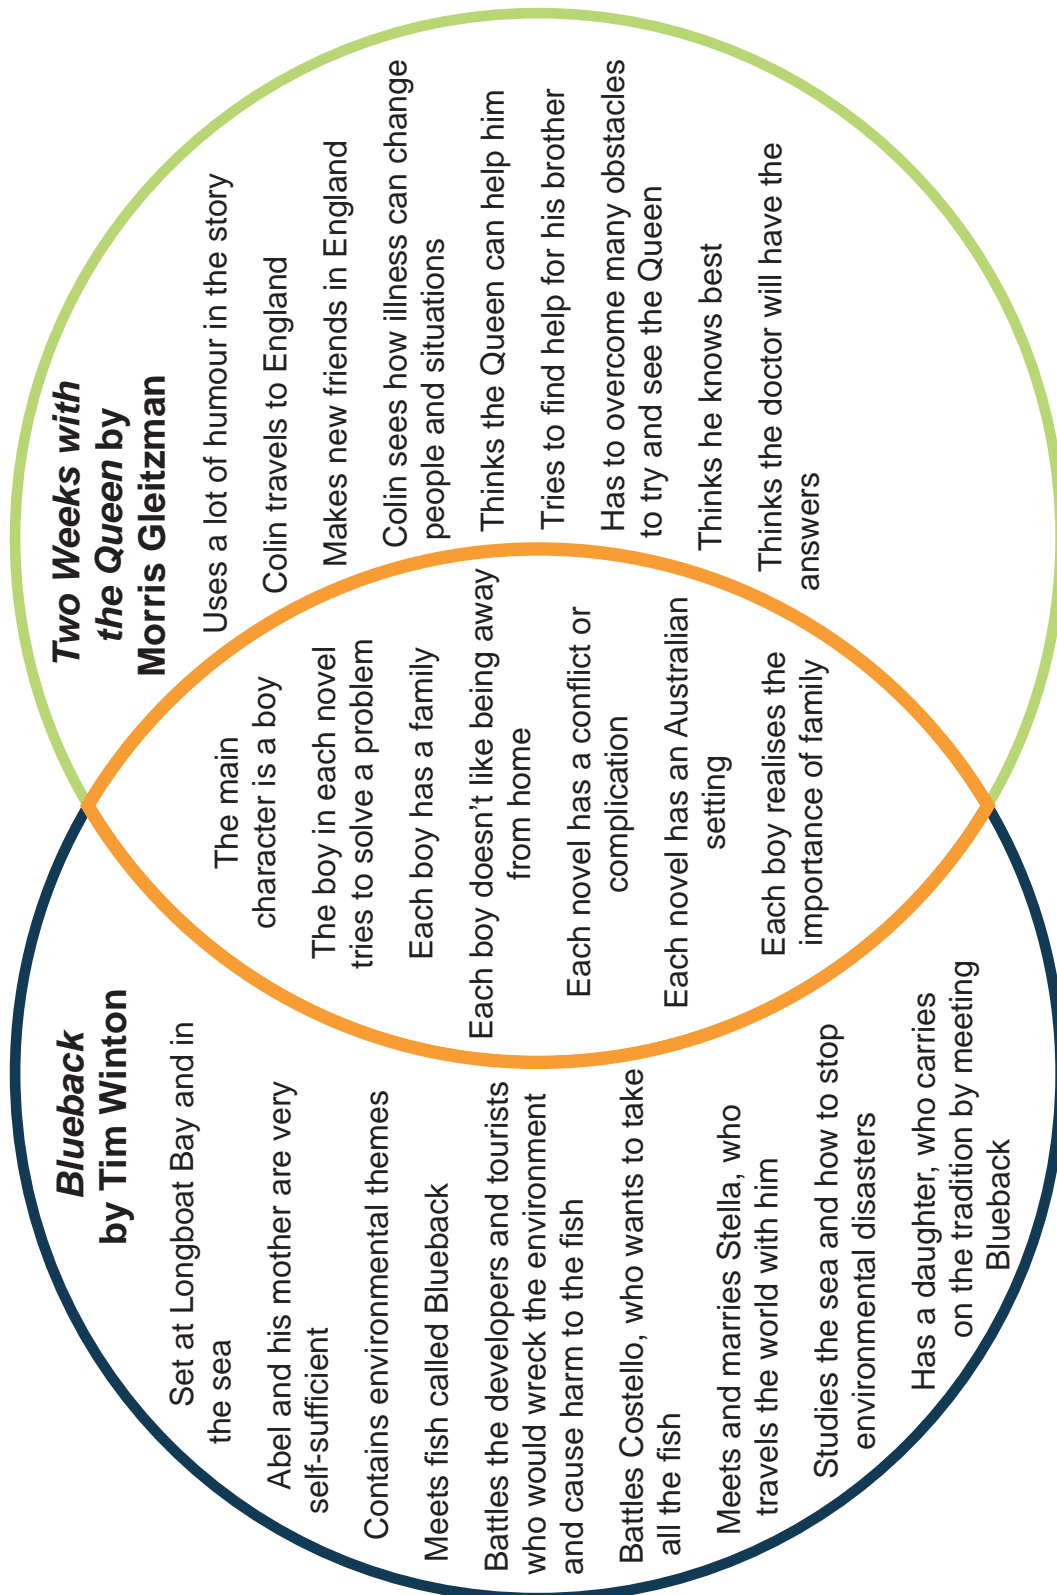 Blueback
by Tim Winton
Set at Longboat Bay and in
the sea
Abel and his mother are very
self-sufficient
Contains environmental themes
Meets fish called Blueback
Battles the developers and tourists
who would wreck the environment
and cause harm to the fish
Battles Costello, who wants to take
all the fish
Meets and marries Stella, who
travels the world with him
Studies the sea and how to stop
environmental disasters
Has a daughter, who carries
on the tradition by meeting
Blueback
The main
character is a boy
The boy in each novel
tries to solve a problem
Each boy has a family
Each boy doesn't like being away
from home
Each novel has a conflict or
complication
Each novel has an Australian
setting
Each boy realises the
importance of family
Two Weeks with
the Queen by
Morris Gleitzman
Uses a lot of humour in the story
Colin travels to England
Makes new friends in England
Colin sees how illness can change
people and situations
Thinks the Queen can help him
Tries to find help for his brother
Has to overcome many obstacles
to try and see the Queen
Thinks he knows best
Thinks the doctor will have the
answers